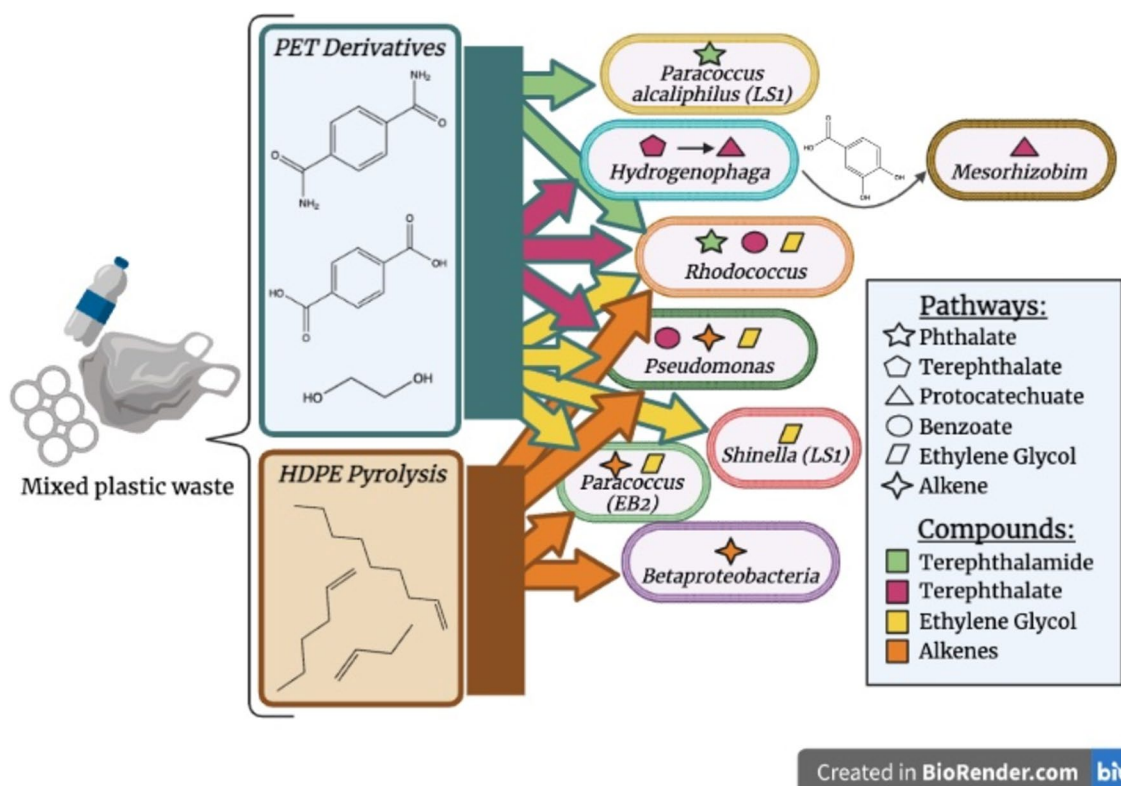 PET Derivatives
NH₂
O
O
NH₂
O
OH
HO
O
OH
HO
HDPE Pyrolysis
Mixed plastic waste
Paracoccus
alcaliphilus (LS1)
Hydrogenophaga
O
HO
OH
OH
Mesorhizobim
Rhodococcus
Pseudomonas
Shinella (LS1)
Paracoccus
(EB2)
Betaproteobacteria
Pathways:
Phthalate
Terephthalate
Protocatechuate
Benzoate
Ethylene Glycol
Alkene
Compounds:
Terephthalamide
Terephthalate
Ethylene Glycol
Alkenes
Created in BioRender.com